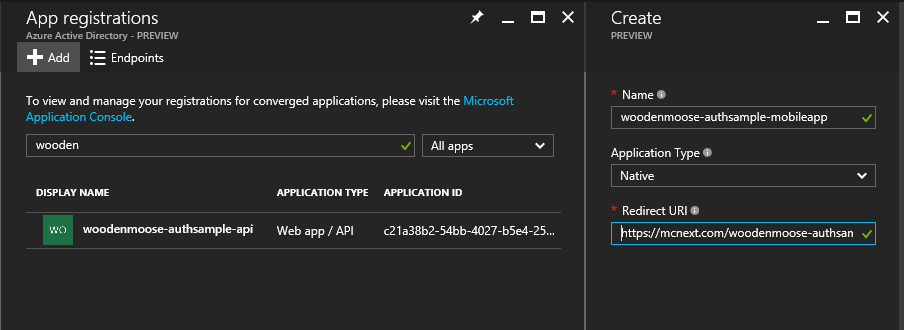 App registrations
Azure Active Directory - PREVIEW
Add
Endpoints
To view and manage your registrations for converged applications, please visit the Microsoft
Application Console.
wooden
All apps
DISPLAY NAME
APPLICATION TYPE
APPLICATION ID
WO
woodenmoose-authsample-api
Web app / API
c21a38b2-54bb-4027-b5e4-25...
Create
PREVIEW
* Name
woodenmoose-authsample-mobileapp
Application Type
Native
* Redirect URI
https://mcnext.com/woodenmoose-authsan